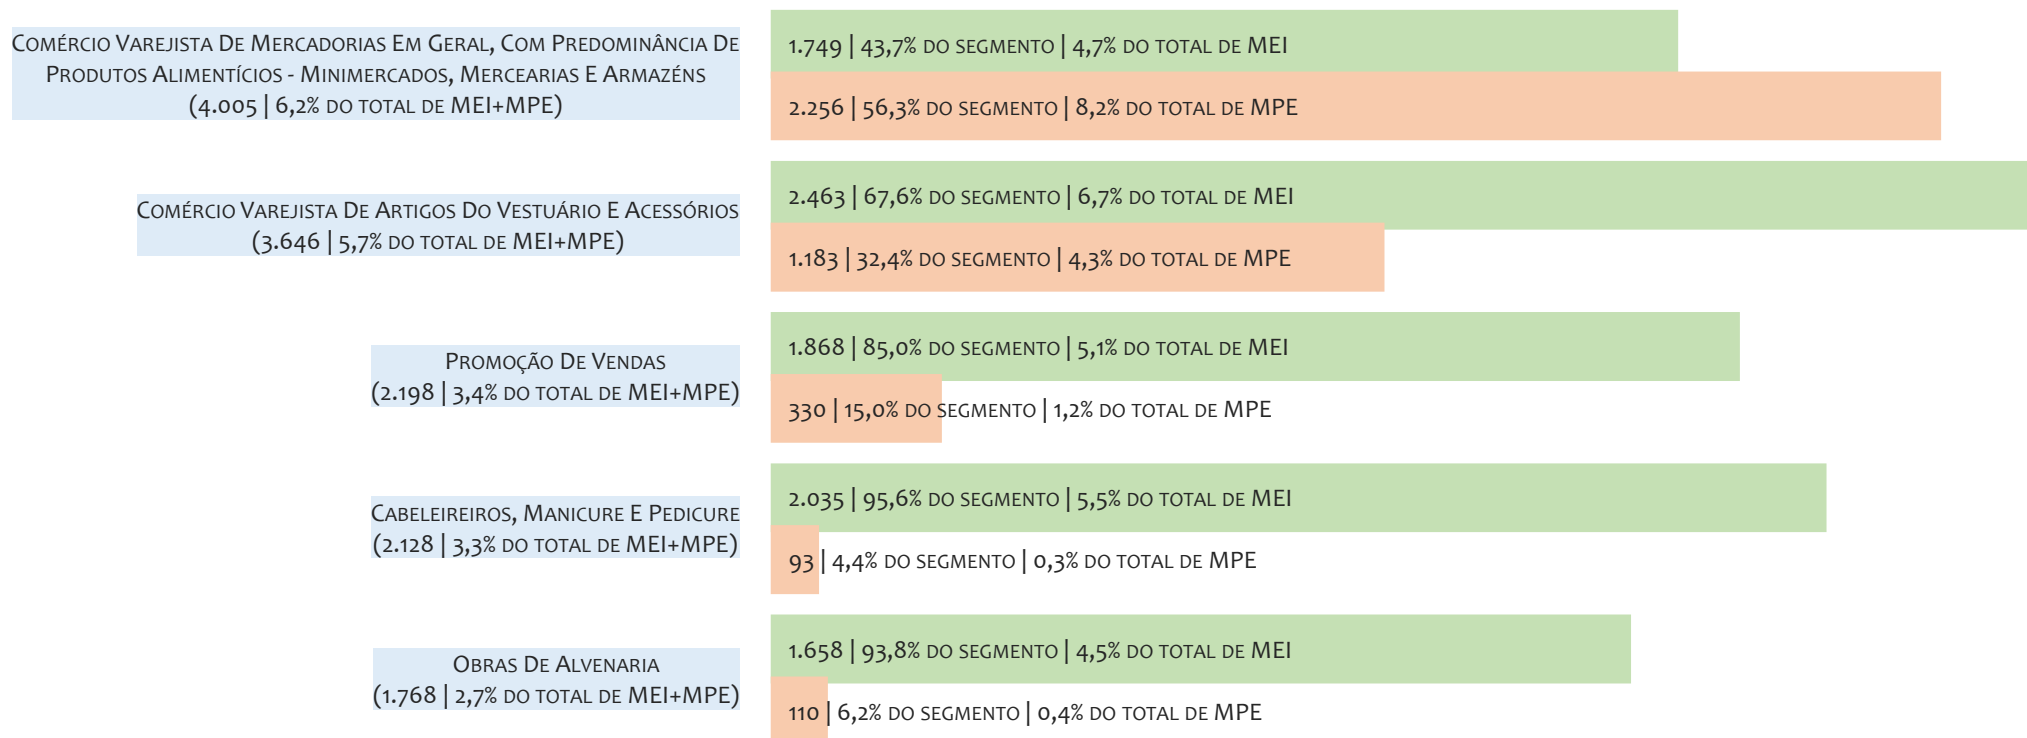 Comércio Varejista De Mercadorias Em Geral, Com Predominância De
Produtos Alimentícios - Minimercados, Mercearias E Armazéns
(4.005 | 6,2% do total de MEI+MPE)
1.749 | 43,7% do segmento | 4,7% do total de MEI
2.256 | 56,3% do segmento | 8,2% do total de MPE
Comércio Varejista De Artigos Do Vestuário E Acessórios
(3.646 | 5,7% do total de MEI+MPE)
2.463 | 67,6% do segmento | 6,7% do total de MEI
1.183 | 32,4% do segmento | 4,3% do total de MPE
Promoção De Vendas
(2.198 | 3,4% do total de MEI+MPE)
1.868 | 85,0% do segmento | 5,1% do total de MEI
330 | 15,0% do segmento | 1,2% do total de MPE
Cabeleireiros, Manicure E Pedicure
(2.128 | 3,3% do total de MEI+MPE)
2.035 | 95,6% do segmento | 5,5% do total de MEI
93 | 4,4% do segmento | 0,3% do total de MPE
Obras De Alvenaria
(1.768 | 2,7% do total de MEI+MPE)
1.658 | 93,8% do segmento | 4,5% do total de MEI
110 | 6,2% do segmento | 0,4% do total de MPE